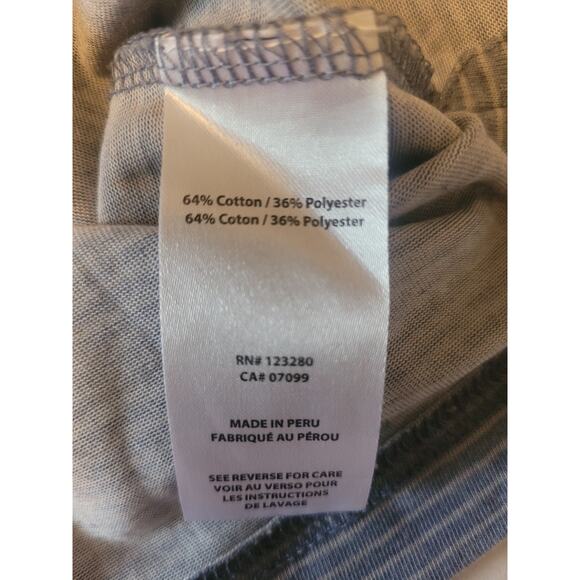 64% Cotton / 36% Polyester
64% Coton / 36% Polyester
RN# 123280
CA# 07099
MADE IN PERU
FABRIQUÉ AU PÉROU
SEE REVERSE FOR CARE
VOIR AU VERSO POUR
LES INSTRUCTIONS
DE LAVAGE